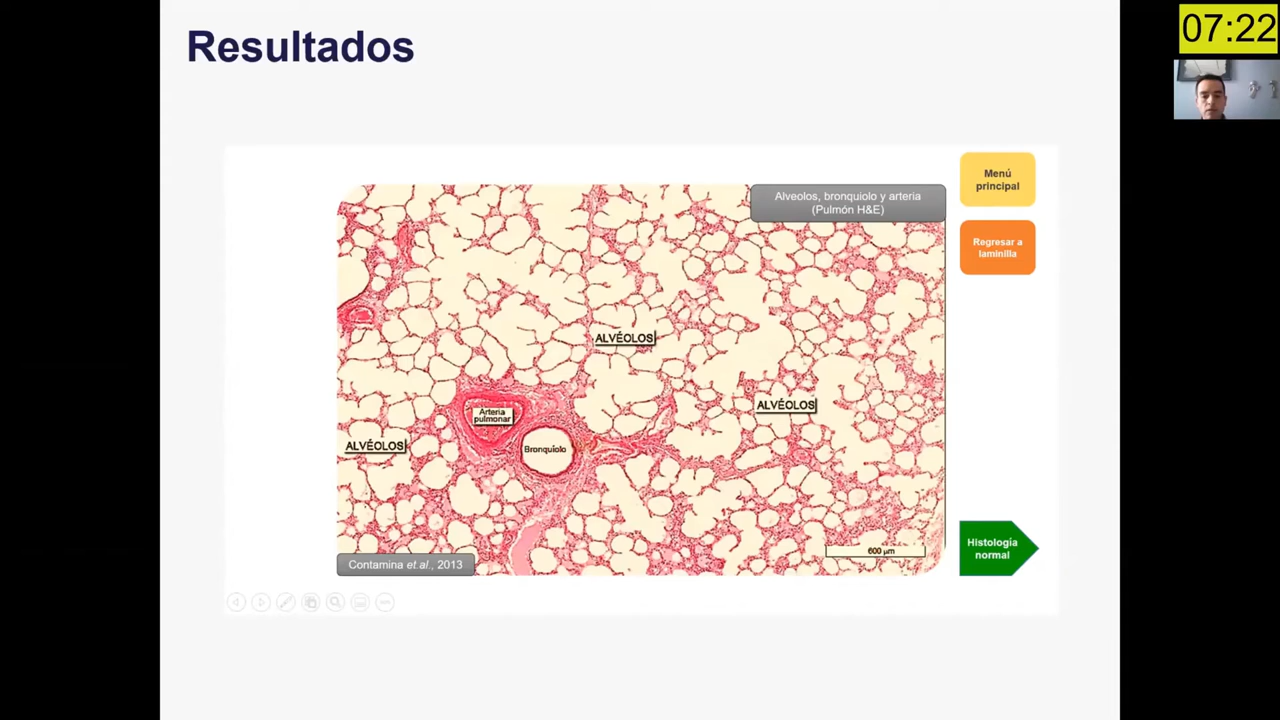 Resultados
07:22
Menú
principal
Alveolos, bronquiolo y arteria
(Pulmón H&E)
Regresar a
laminilla
ALVÉOLOS
ALVÉOLOS
Arteria
pulmonar
ALVÉOLOS
Bronquiolo
600 µm
Histología
normal
Contamina et al., 2013